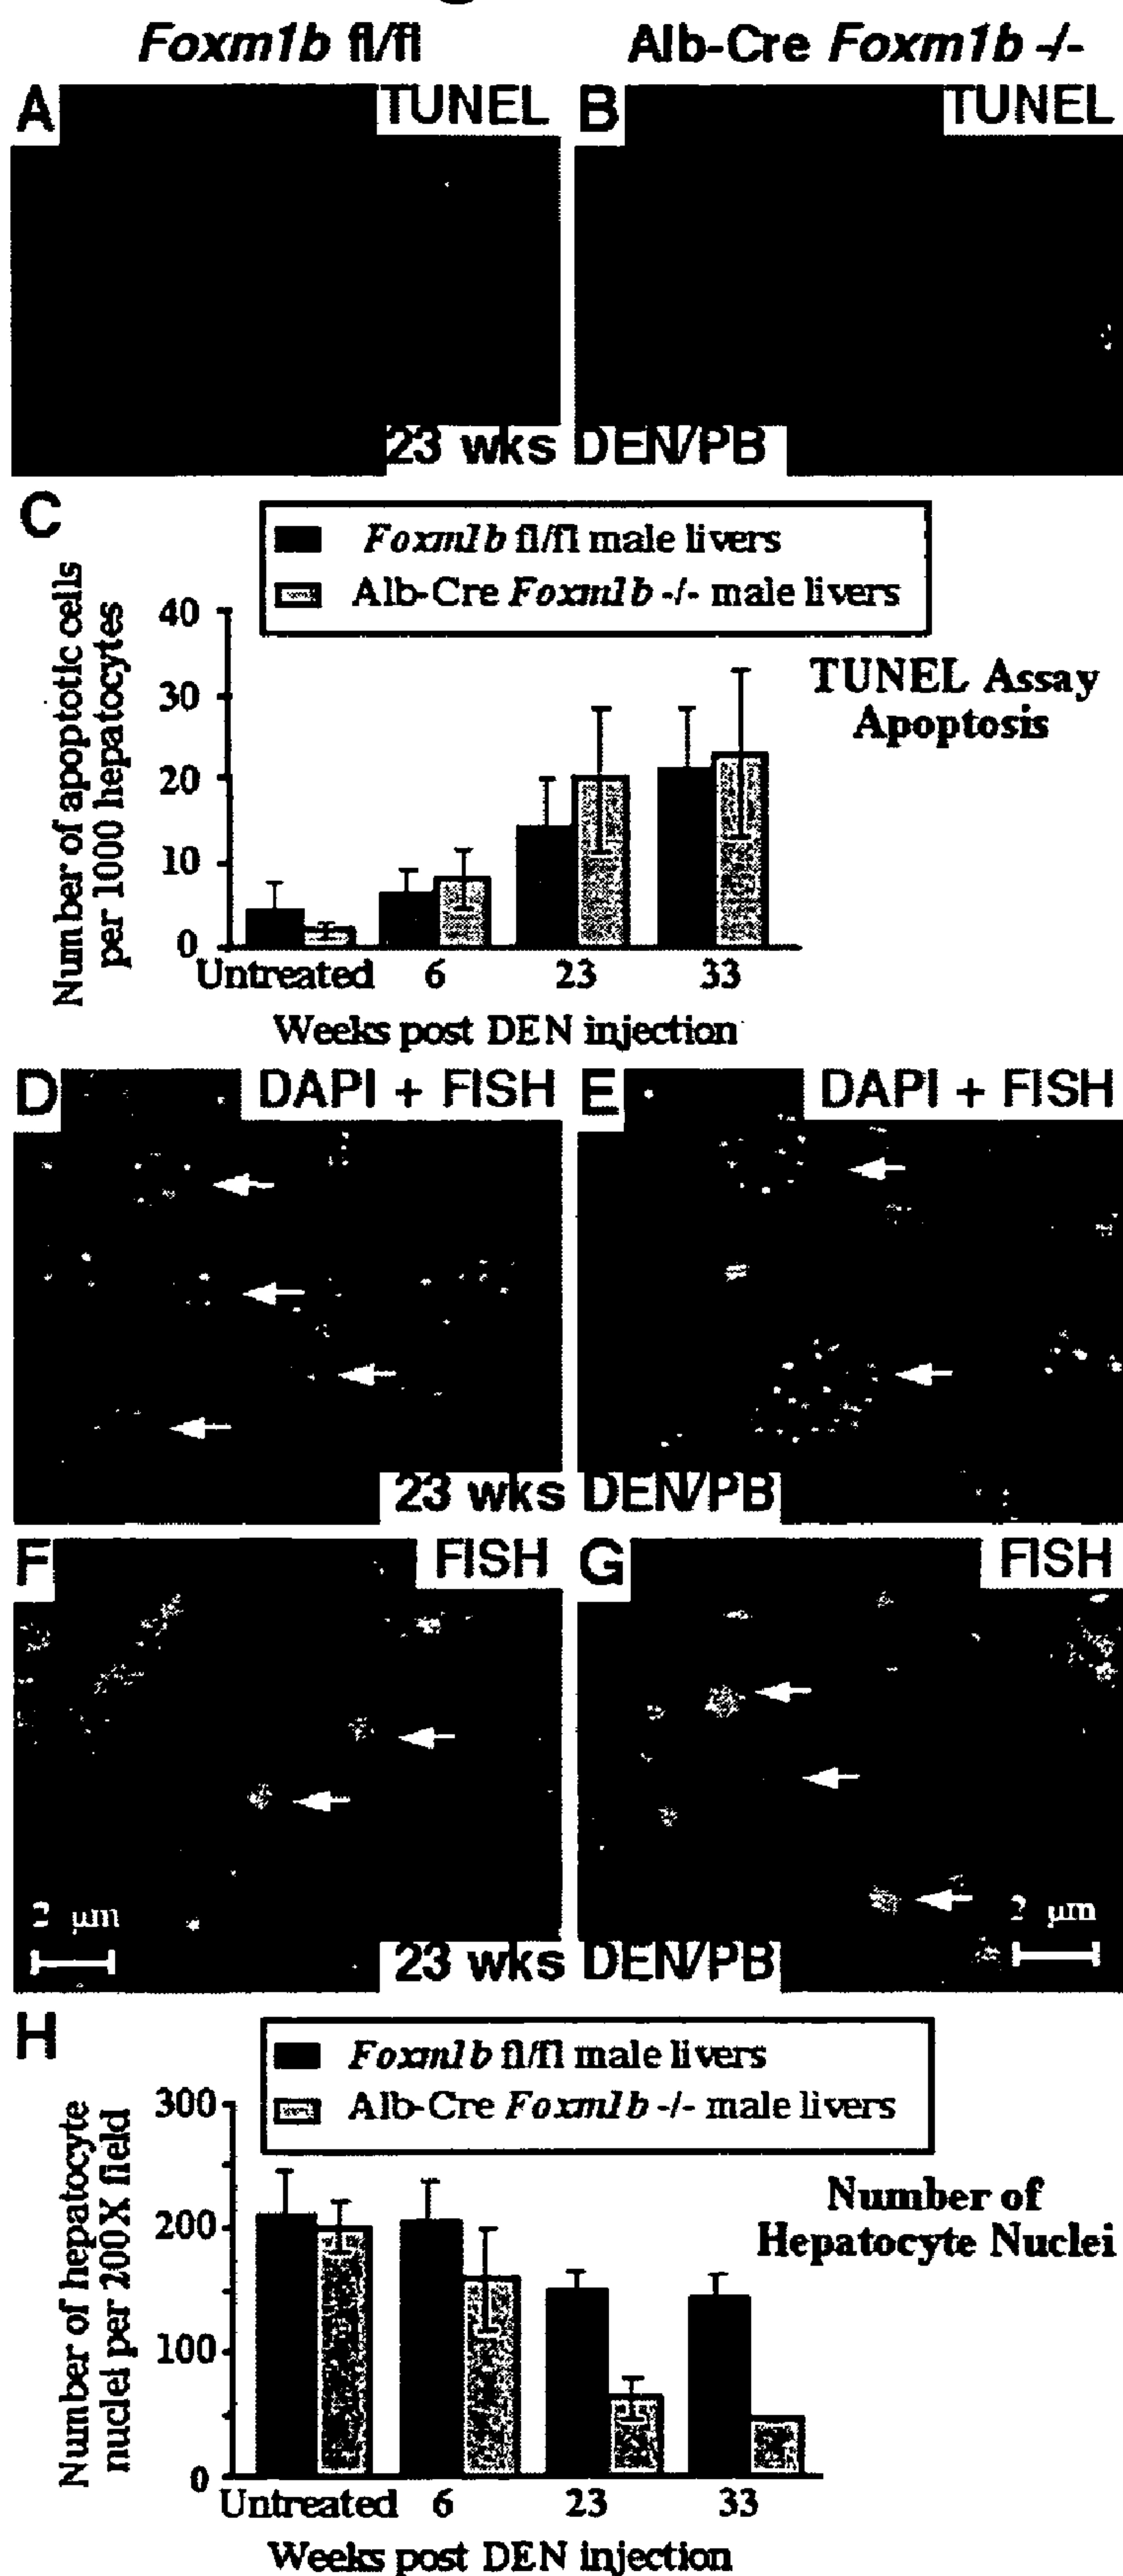 Foxm1b fl/fl Alb-Cre Foxm1b -/-
A TUNEL B TUNEL
23 wks DEN/PB
C
Foxm1b fl/fl male livers
Alb-Cre Foxm1b -/- male livers
Number of apoptotic cells
per 1000 hepatocytes
40
30
20
10
0
TUNEL Assay
Apoptosis
Untreated 6 23 33
Weeks post DEN injection
D DAPI + FISH E DAPI + FISH
23 wks DEN/PB
F FISH G FISH
2 μm 2 μm
23 wks DEN/PB
H
Foxm1b fl/fl male livers
Alb-Cre Foxm1b -/- male livers
Number of hepatocyte
nuclei per 200X field
300
200
100
0
Number of
Hepatocyte Nuclei
Untreated 6 23 33
Weeks post DEN injection